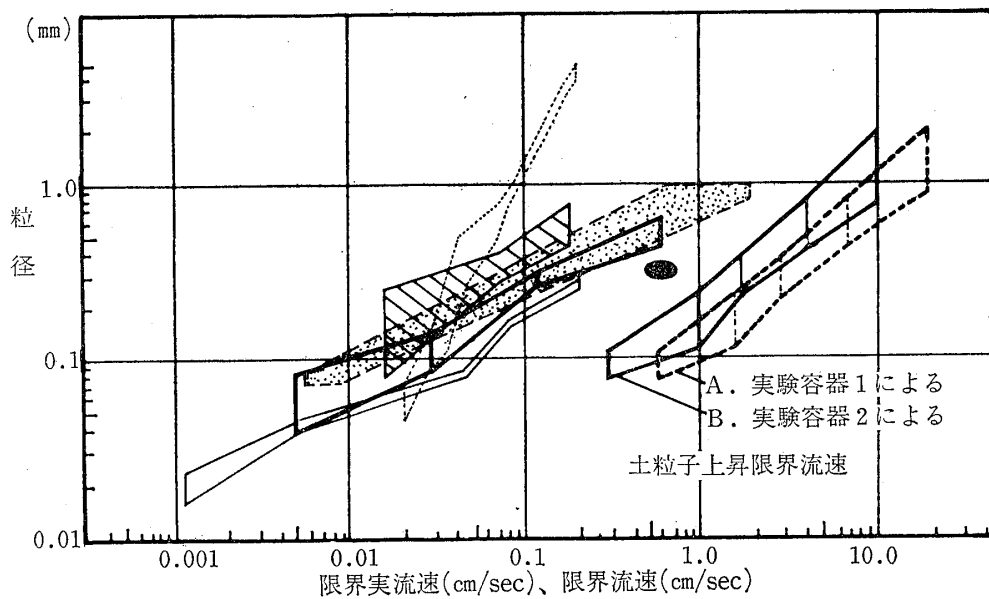 (mm)
粒
径
1.0
0.1
0.01
A. 実験容器1による
B. 実験容器2による
土粒子上昇限界流速
0.001
0.01
0.1
1.0
10.0
限界実流速(cm/sec)、限界流速(cm/sec)